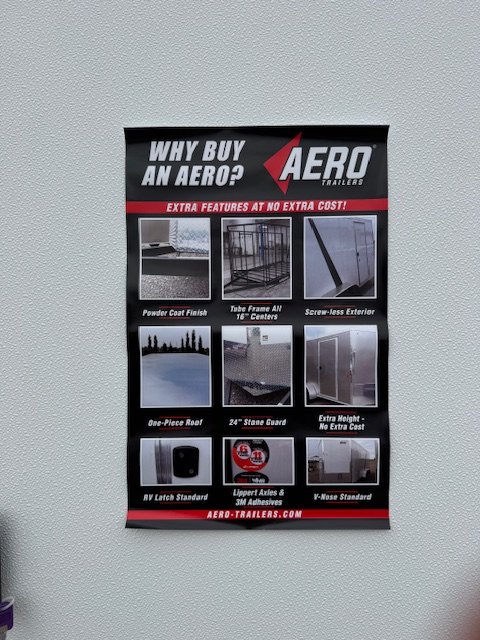 WHY BUY
AN AERO?
AERO
TRAILERS
EXTRA FEATURES AT NO EXTRA COST!
Powder Coat Finish
Tube Frame All
16" Centers
Screw-less Exterior
One-Piece Roof
24" Stone Guard
Extra Height -
No Extra Cost
RV Latch Standard
Lippert Axles &
3M Adhesives
V-Nose Standard
AERO-TRAILERS.COM